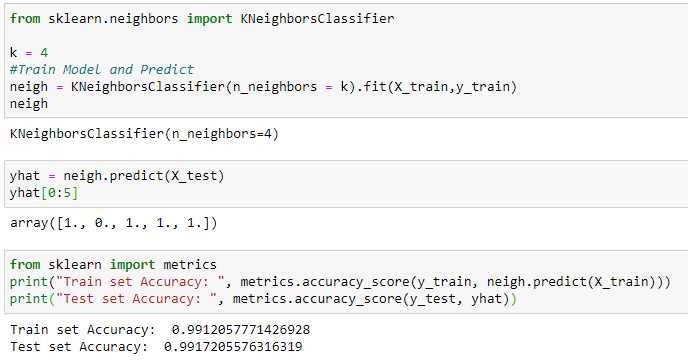 from sklearn.neighbors import KNeighborsClassifier
k = 4
#Train Model and Predict
neigh = KNeighborsClassifier(n_neighbors = k).fit(X_train,y_train)
neigh
KNeighborsClassifier(n_neighbors=4)
yhat = neigh.predict(X_test)
yhat[0:5]
array([1., 0., 1., 1., 1.])
from sklearn import metrics
print("Train set Accuracy: ", metrics.accuracy_score(y_train, neigh.predict(X_train)))
print("Test set Accuracy: ", metrics.accuracy_score(y_test, yhat))
Train set Accuracy:  0.9912057771426928
Test set Accuracy:  0.9917205576316319